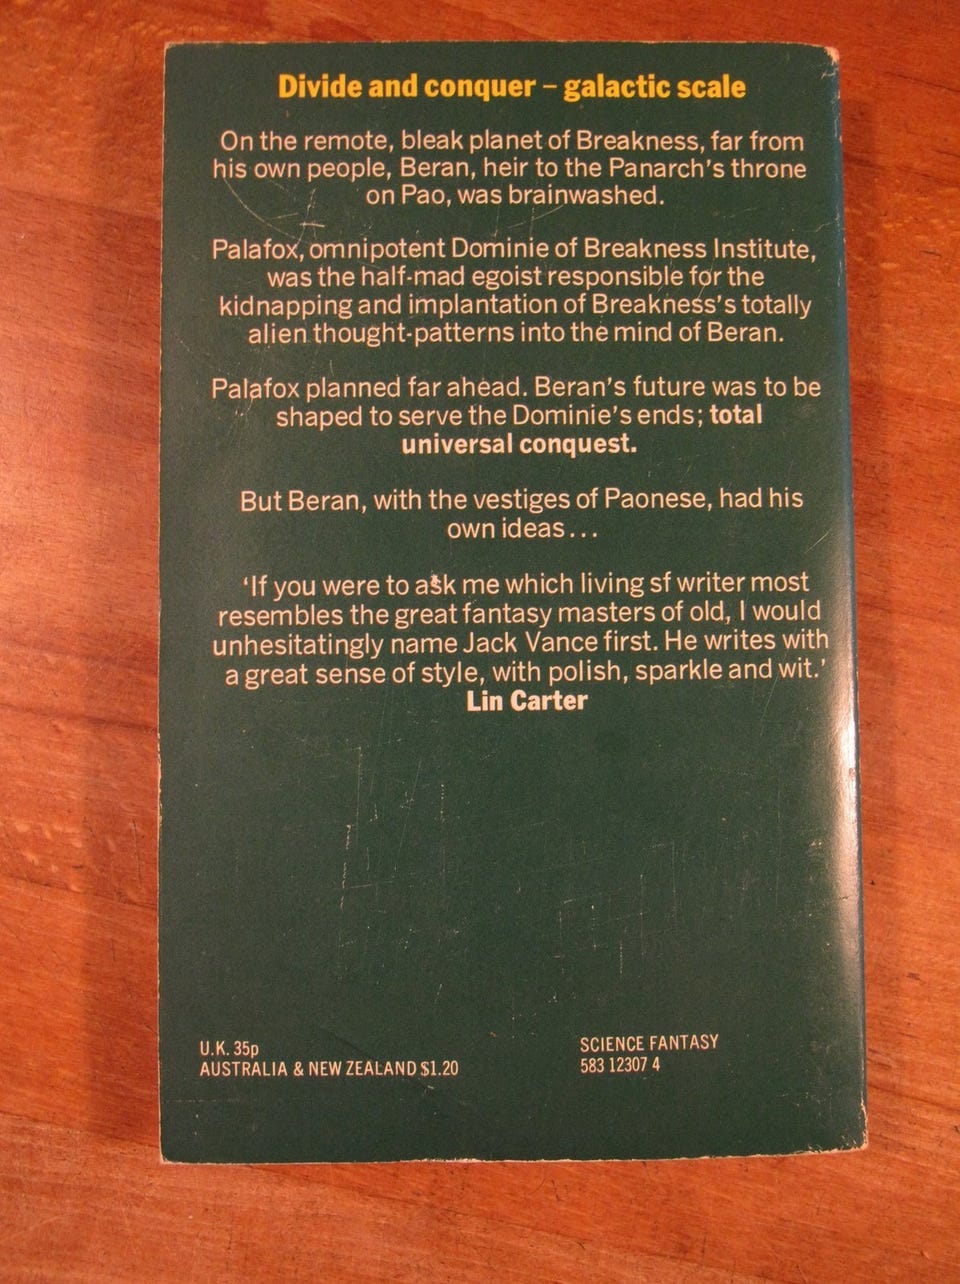 Divide and conquer – galactic scale
On the remote, bleak planet of Breakness, far from
his own people, Beran, heir to the Panarch's throne
on Pao, was brainwashed.
Palafox, omnipotent Dominie of Breakness Institute,
was the half-mad egoist responsible for the
kidnapping and implantation of Breakness's totally
alien thought-patterns into the mind of Beran.
Palafox planned far ahead. Beran's future was to be
shaped to serve the Dominie's ends; total
universal conquest.
But Beran, with the vestiges of Paonese, had his
own ideas...
'If you were to ask me which living sf writer most
resembles the great fantasy masters of old, I would
unhesitatingly name Jack Vance first. He writes with
a great sense of style, with polish, sparkle and wit.'
Lin Carter
U.K. 35p
AUSTRALIA & NEW ZEALAND $1.20
SCIENCE FANTASY
583 12307 4